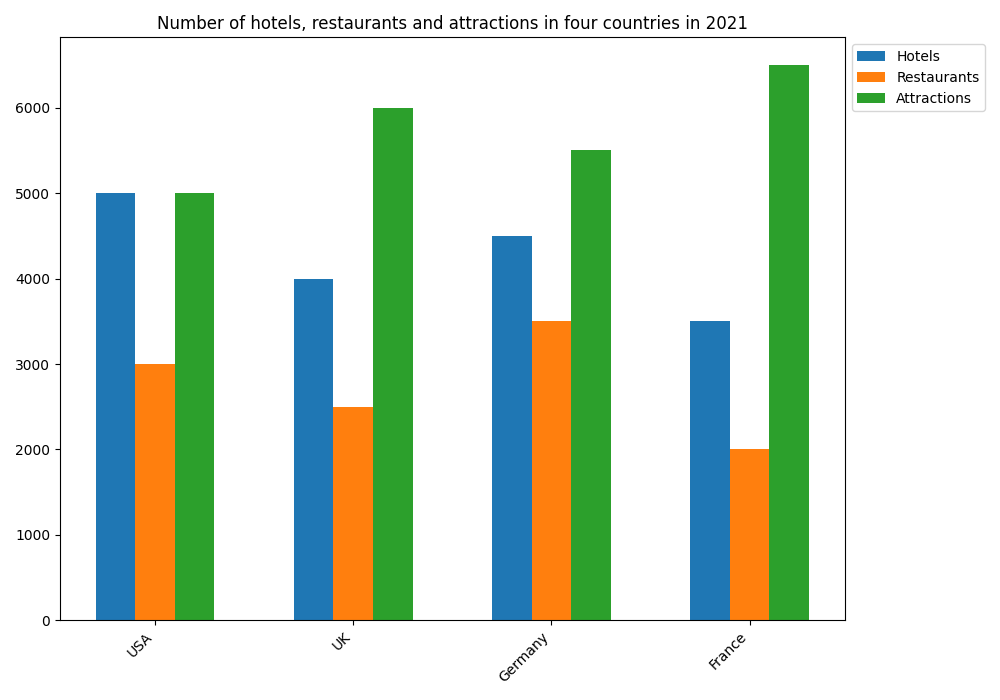 Number of hotels, restaurants and attractions in four countries in 2021
Hotels
Restaurants
Attractions
6000
5000
4000
3000
2000
1000
0
USA
UK
Germany
France